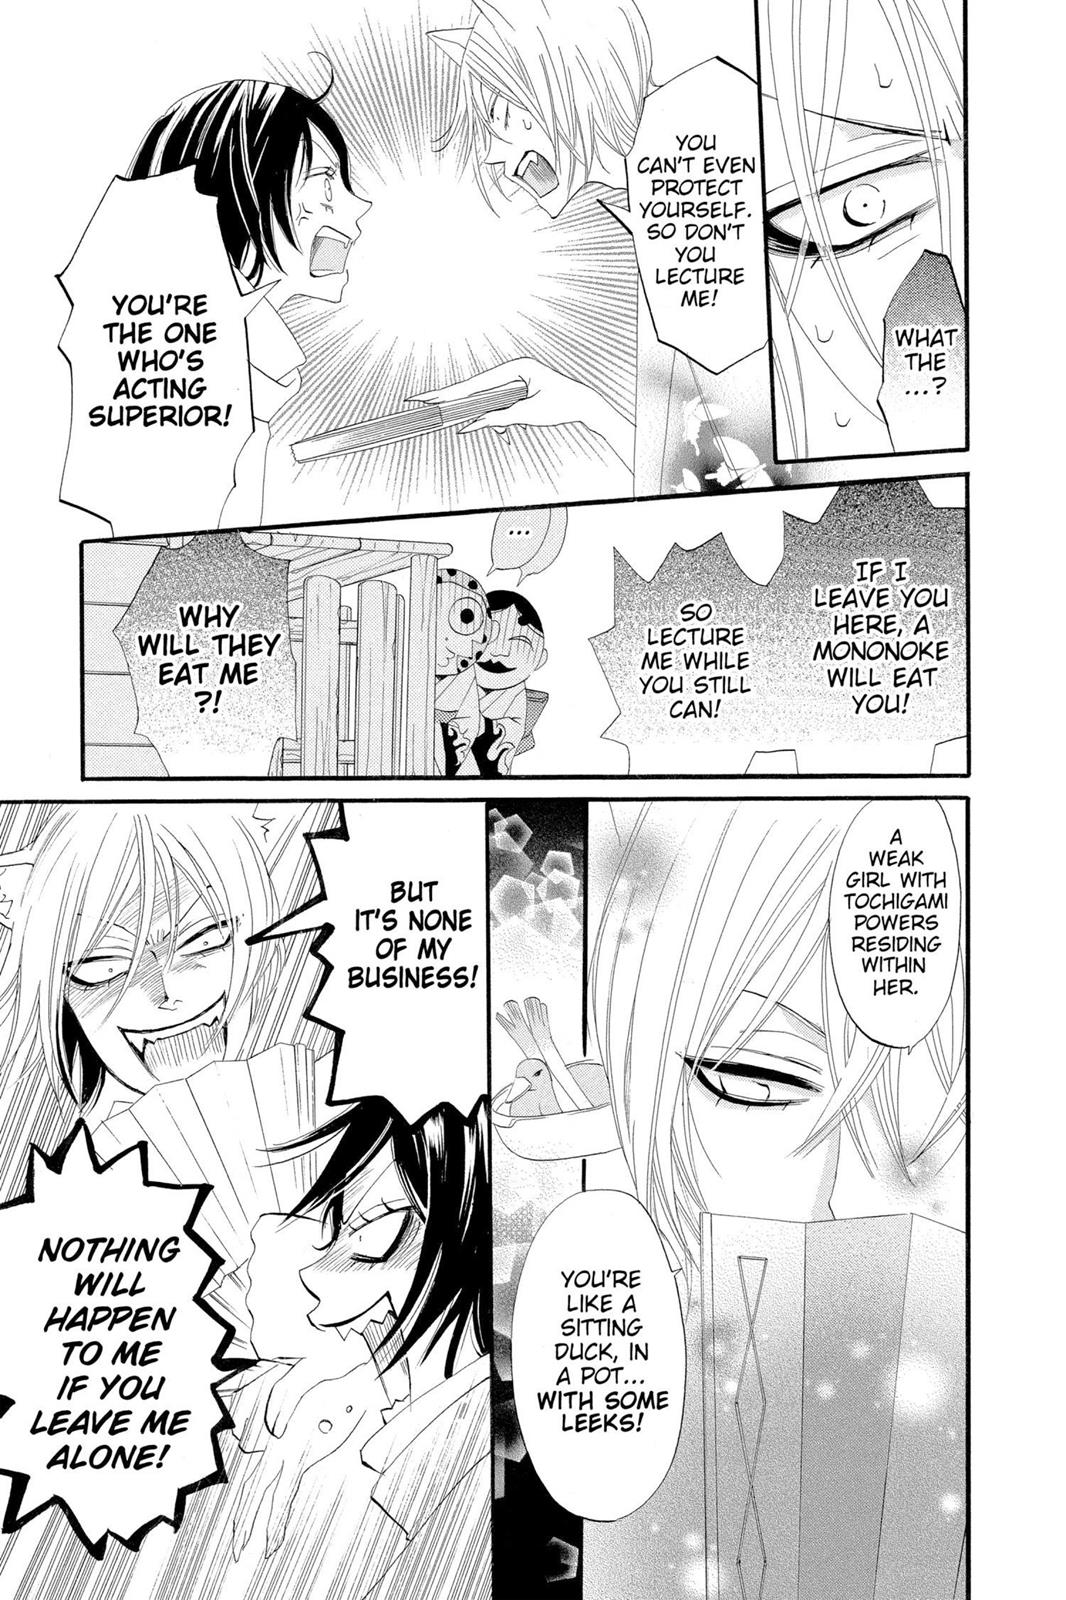 WHAT
THE
...?
YOU
CAN'T EVEN
PROTECT
YOURSELF.
SO DON'T
YOU
LECTURE
ME!
YOU'RE
THE ONE
WHO'S
ACTING
SUPERIOR!
IF I
LEAVE YOU
HERE, A
MONONOKE
WILL EAT
YOU!
SO
LECTURE
ME WHILE
YOU STILL
CAN!
...
WHY
WILL THEY
EAT ME
?!
A
WEAK
GIRL WITH
TOCHIGAMI
POWERS
RESIDING
WITHIN
HER.
YOU'RE
LIKE A
SITTING
DUCK, IN
A POT...
WITH SOME
LEEKS!
BUT
IT'S NONE
OF MY
BUSINESS!
NOTHING
WILL
HAPPEN
TO ME
IF YOU
LEAVE ME
ALONE!